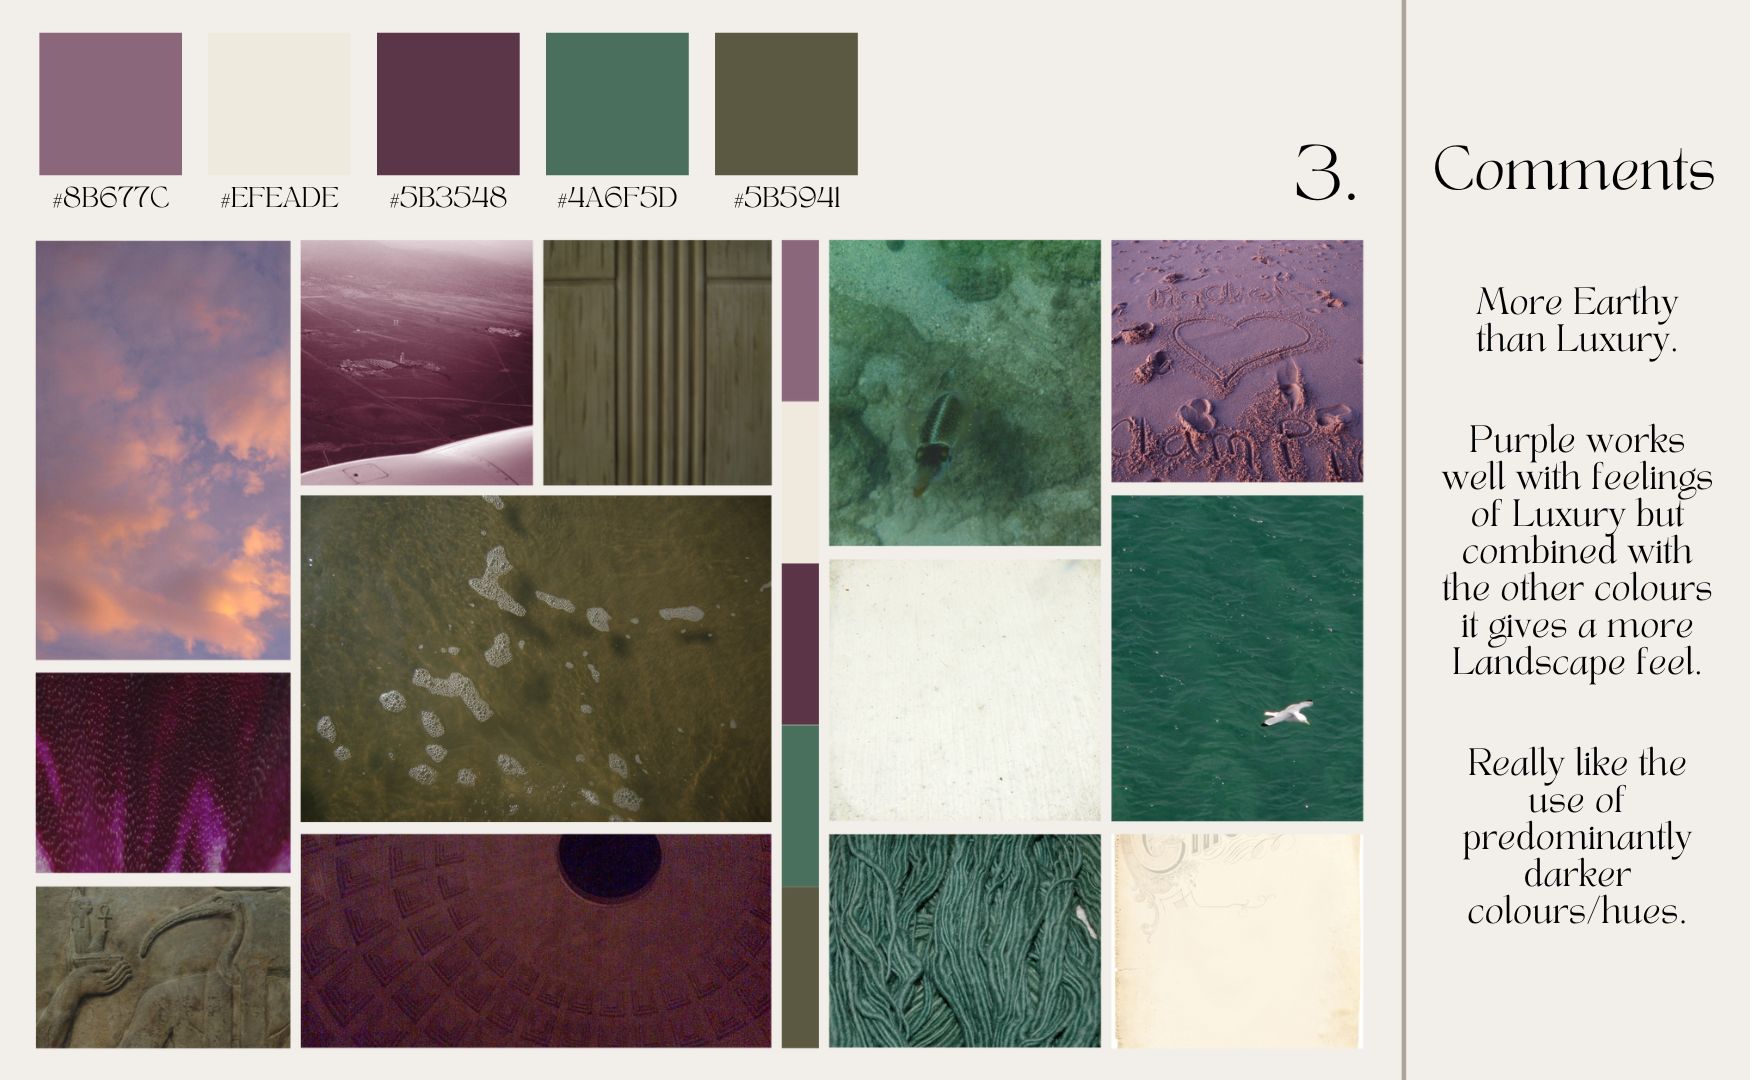 #8B677C
#EFEADE
#5B3548
#4A6F5D
#5B5941
3.
Comments
More Earthy
than Luxury.
Purple works
well with feelings
of Luxury but
combined with
the other colours
it gives a more
Landscape feel.
Really like the
use of
predominantly
darker
colours/hues.